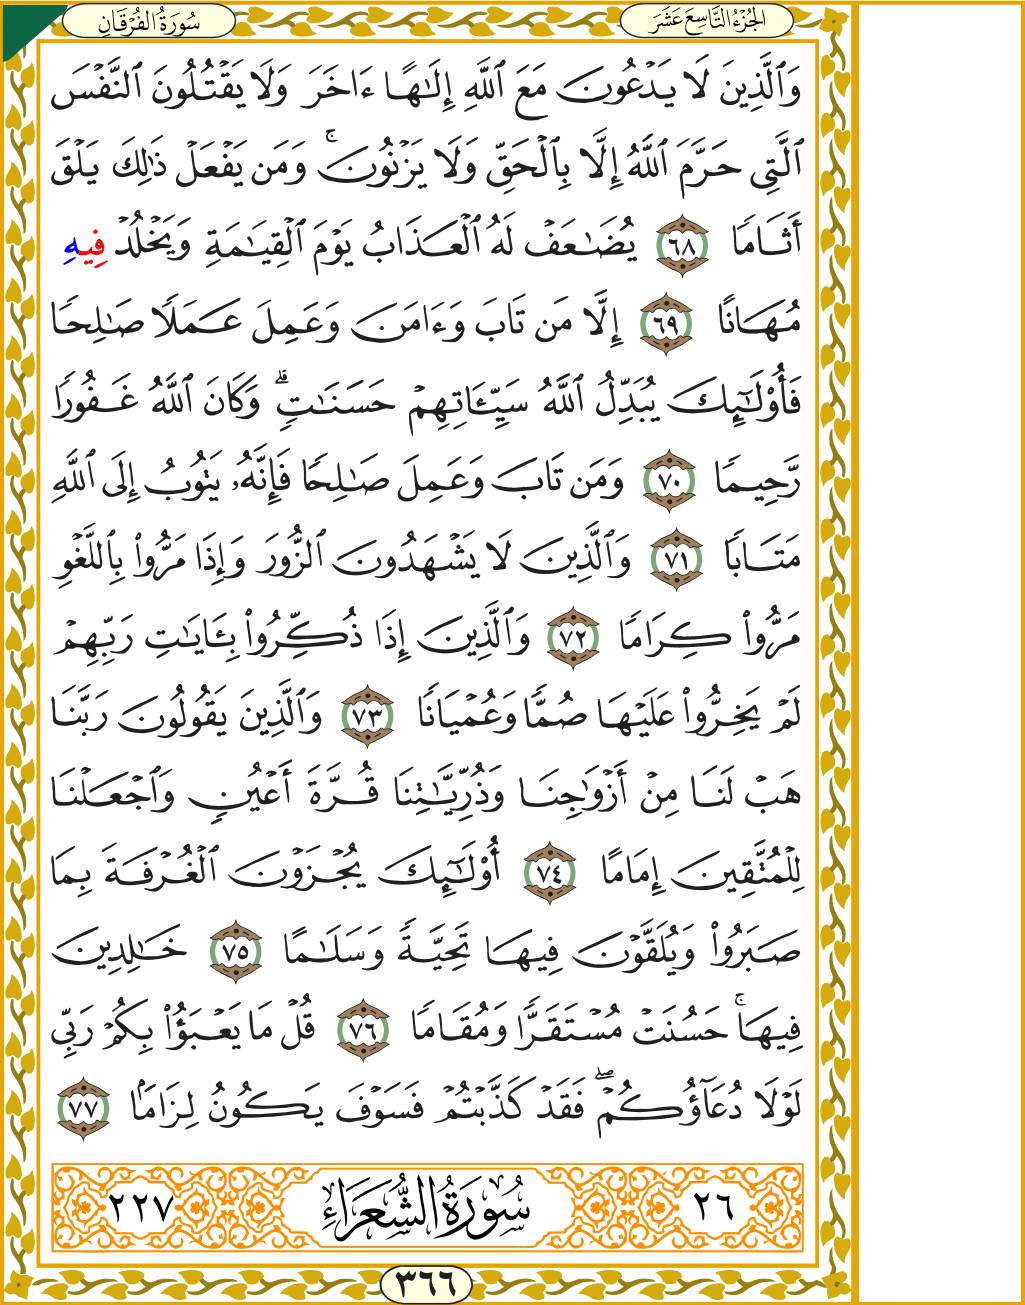 سُورَةُ الفُرْقَانِ
الجُزْءُ التَّاسِعَ عَشَرَ
وَٱلَّذِينَ لَا يَدْعُونَ مَعَ ٱللَّهِ إِلَٰهًا ءَاخَرَ وَلَا يَقْتُلُونَ ٱلنَّفْسَ
ٱلَّتِى حَرَّمَ ٱللَّهُ إِلَّا بِٱلْحَقِّ وَلَا يَزْنُونَ ۚ وَمَن يَفْعَلْ ذَٰلِكَ يَلْقَ
أَثَامًا ٦٨ يُضَٰعَفْ لَهُ ٱلْعَذَابُ يَوْمَ ٱلْقِيَٰمَةِ وَيَخْلُدْ فِيهِ
مُهَانًا ٦٩ إِلَّا مَن تَابَ وَءَامَنَ وَعَمِلَ عَمَلًا صَٰلِحًا
فَأُو۟لَٰٓئِكَ يُبَدِّلُ ٱللَّهُ سَيِّـَٔاتِهِمْ حَسَنَٰتٍ ۗ وَكَانَ ٱللَّهُ غَفُورًا
رَّحِيمًا ٧٠ وَمَن تَابَ وَعَمِلَ صَٰلِحًا فَإِنَّهُۥ يَتُوبُ إِلَى ٱللَّهِ
مَتَابًا ٧١ وَٱلَّذِينَ لَا يَشْهَدُونَ ٱلزُّورَ وَإِذَا مَرُّوا۟ بِٱللَّغْوِ
مَرُّوا۟ كِرَامًا ٧٢ وَٱلَّذِينَ إِذَا ذُكِّرُوا۟ بِـَٔايَٰتِ رَبِّهِمْ
لَمْ يَخِرُّوا۟ عَلَيْهَا صُمًّا وَعُمْيَانًا ٧٣ وَٱلَّذِينَ يَقُولُونَ رَبَّنَا
هَبْ لَنَا مِنْ أَزْوَٰجِنَا وَذُرِّيَّٰتِنَا قُرَّةَ أَعْيُنٍ وَٱجْعَلْنَا
لِلْمُتَّقِينَ إِمَامًا ٧٤ أُو۟لَٰٓئِكَ يُجْزَوْنَ ٱلْغُرْفَةَ بِمَا
صَبَرُوا۟ وَيُلَقَّوْنَ فِيهَا تَحِيَّةً وَسَلَٰمًا ٧٥ خَٰلِدِينَ
فِيهَا ۚ حَسُنَتْ مُسْتَقَرًّا وَمُقَامًا ٧٦ قُلْ مَا يَعْبَؤُا۟ بِكُمْ رَبِّى
لَوْلَا دُعَآؤُكُمْ ۖ فَقَدْ كَذَّبْتُمْ فَسَوْفَ يَكُونُ لِزَامًۢا ٧٧
٢٦ سُورَةُ الشُّعَرَاءِ ٢٢٧
٣٦٦